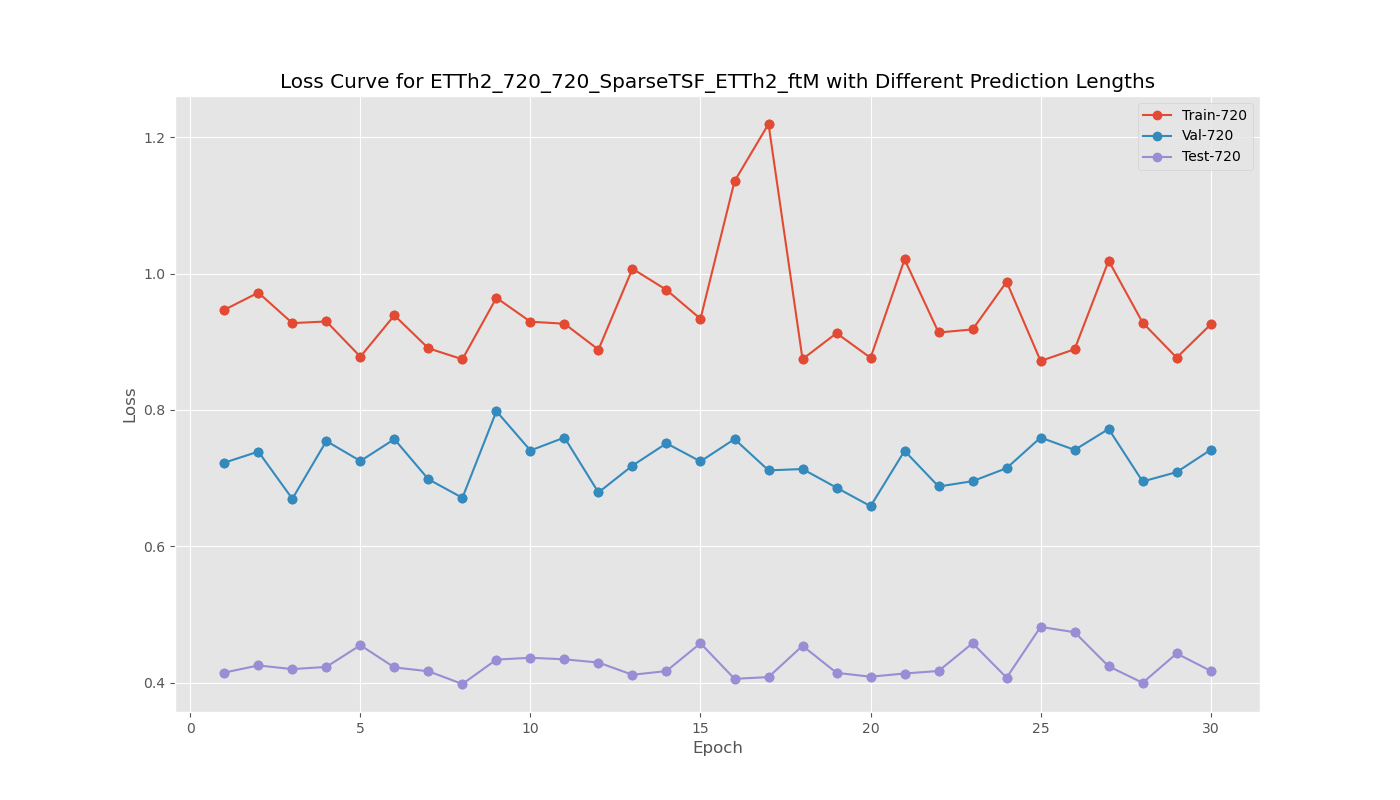 Loss Curve for ETTh2_720_720_SparseTSF_ETTh2_ftM with Different Prediction Lengths
Train-720
Val-720
Test-720
1.2
1.0
0.8
0.6
0.4
Loss
0 5 10 15 20 25 30
Epoch